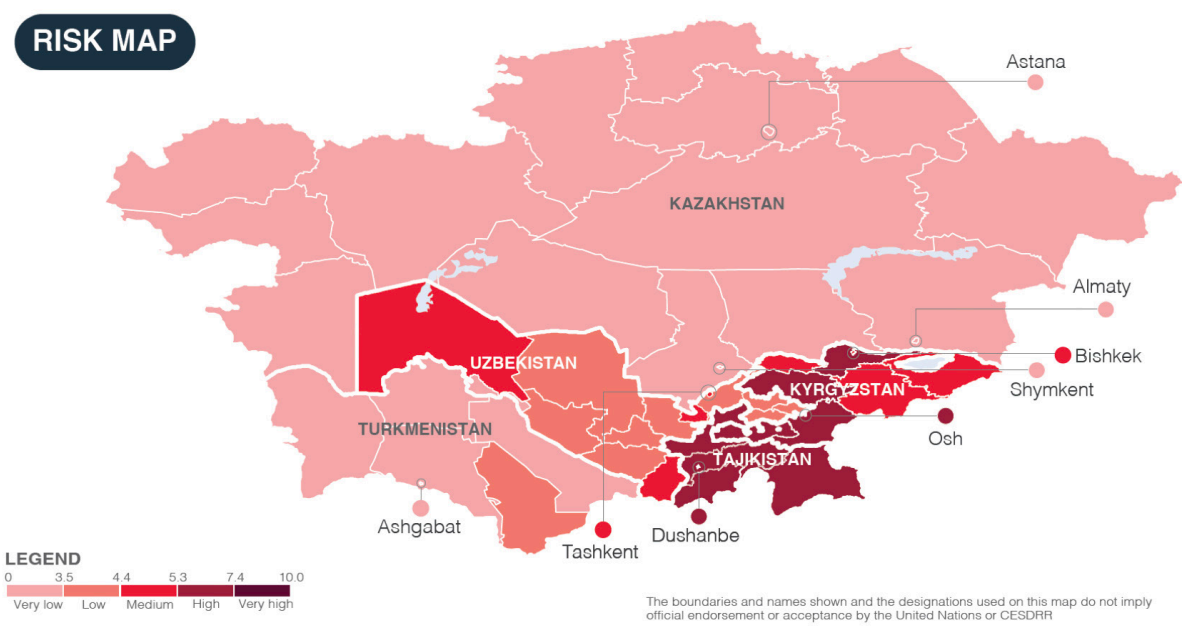 RISK MAP
Astana
KAZAKHSTAN
Almaty
UZBEKISTAN
Bishkek
KYRGYZSTAN
Shymkent
TURKMENISTAN
Osh
TAJIKISTAN
Ashgabat
Tashkent
Dushanbe
LEGEND
0 3.5 4.4 5.3 7.4 10.0
Very low Low Medium High Very high
The boundaries and names shown and the designations used on this map do not imply
official endorsement or acceptance by the United Nations or CESDRR